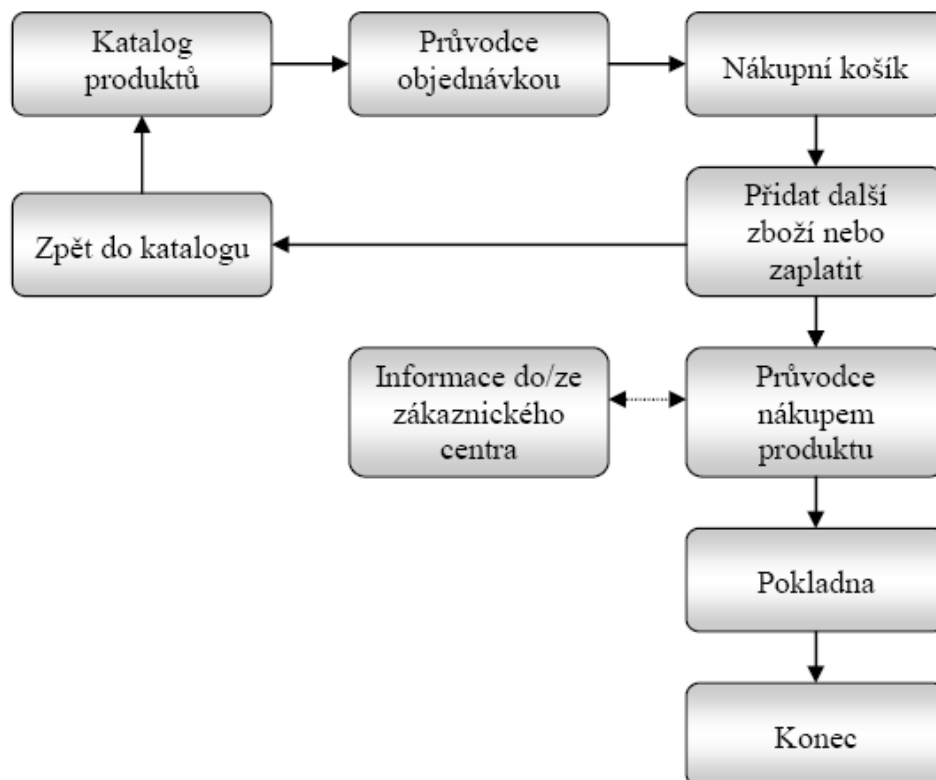 Katalog
produktů
Průvodce
objednávkou
Nákupní košík
Zpět do katalogu
Přidat další
zboží nebo
zaplatit
Informace do/ze
zákaznického
centra
Průvodce
nákupem
produktu
Pokladna
Konec